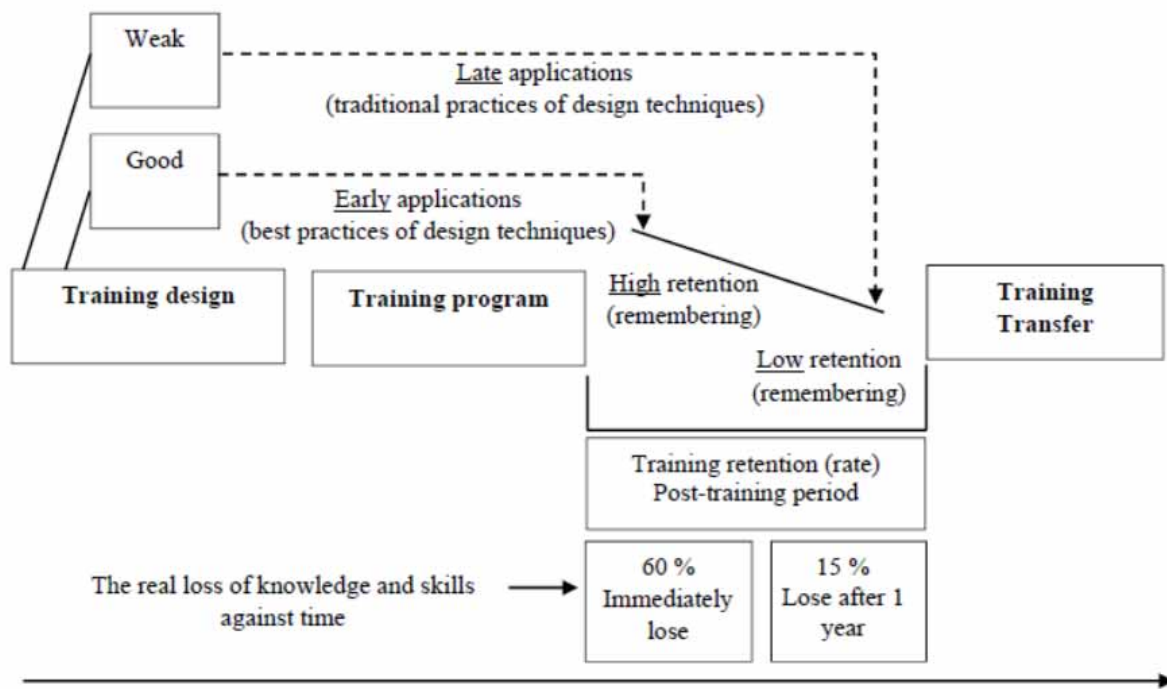 Weak
Late applications
(traditional practices of design techniques)
Good
Early applications
(best practices of design techniques)
Training design
Training program
High retention
(remembering)
Low retention
(remembering)
Training
Transfer
Training retention (rate)
Post-training period
The real loss of knowledge and skills
against time
60 %
Immediately
lose
15 %
Lose after 1
year